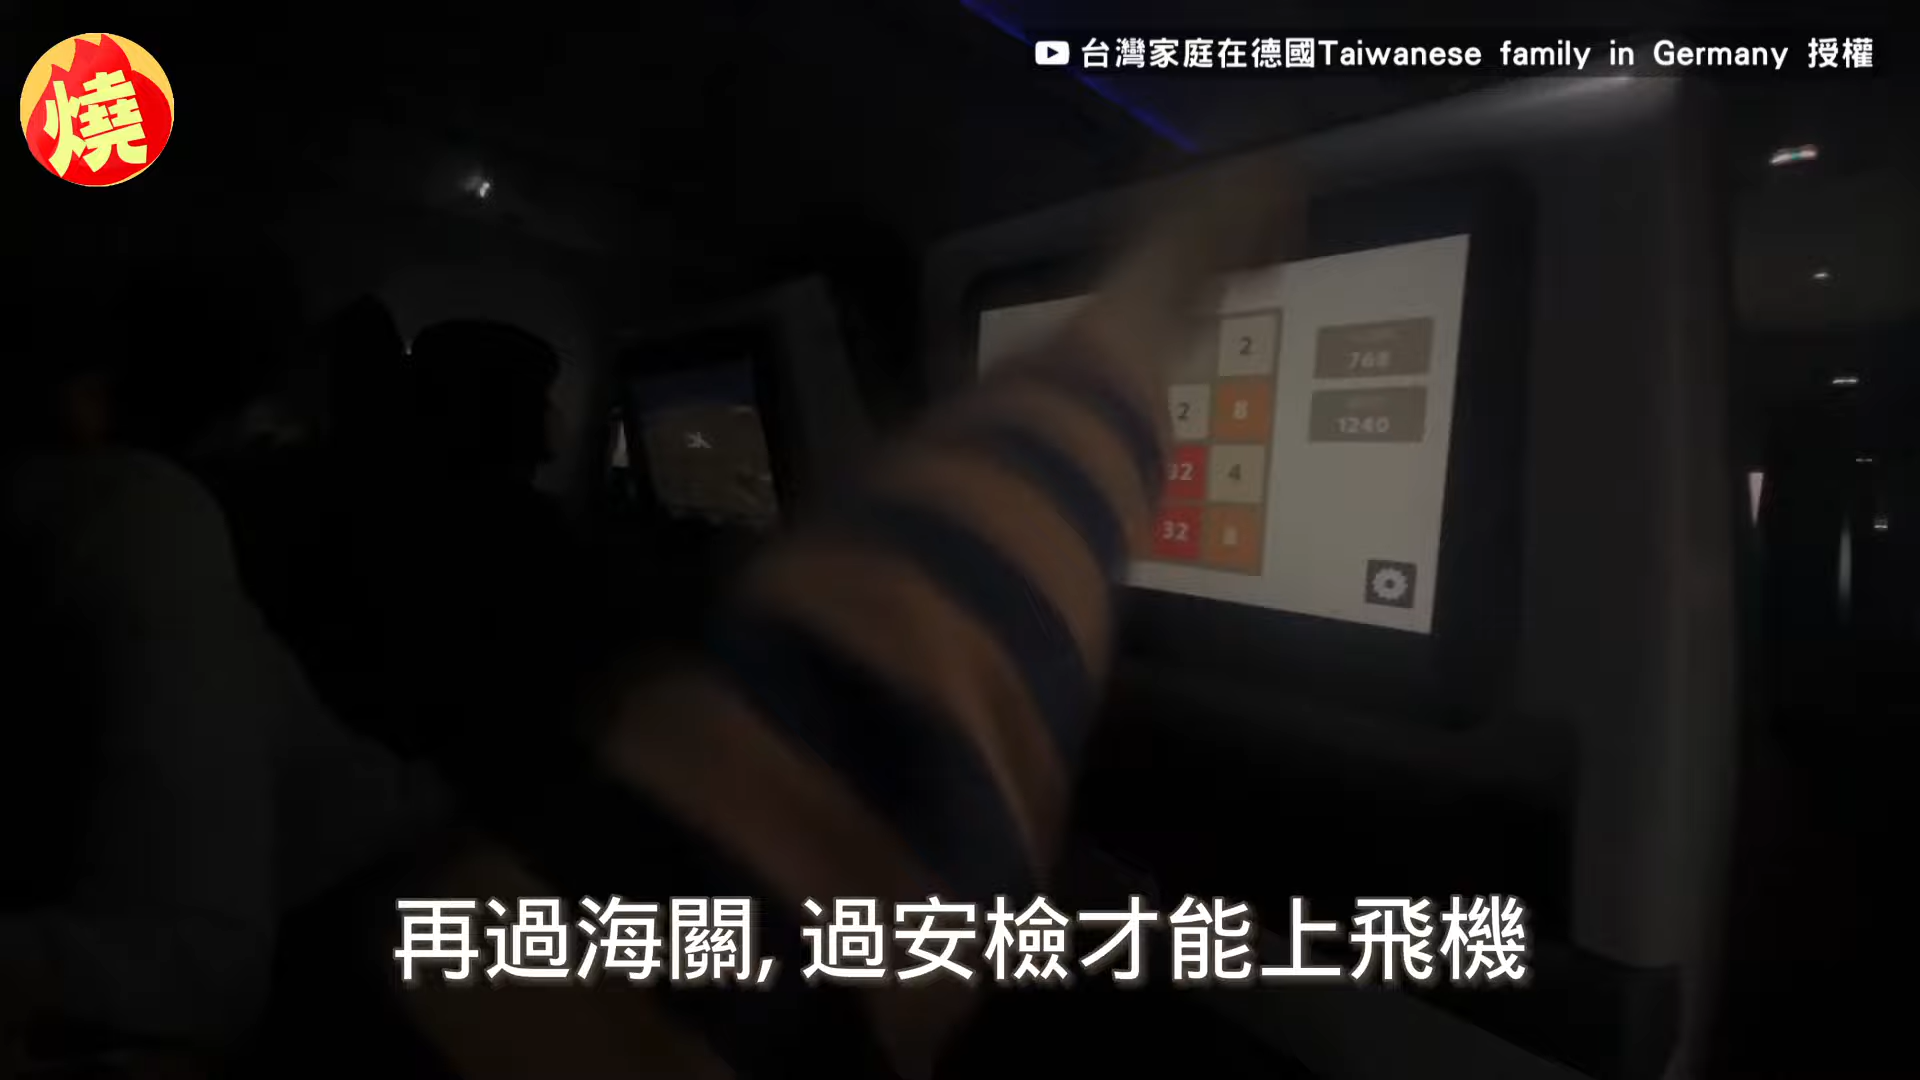 燒
台灣家庭在德國Taiwanese family in Germany 授權
2
768
2 8
1240
32 4
32 8
再過海關, 過安檢才能上飛機